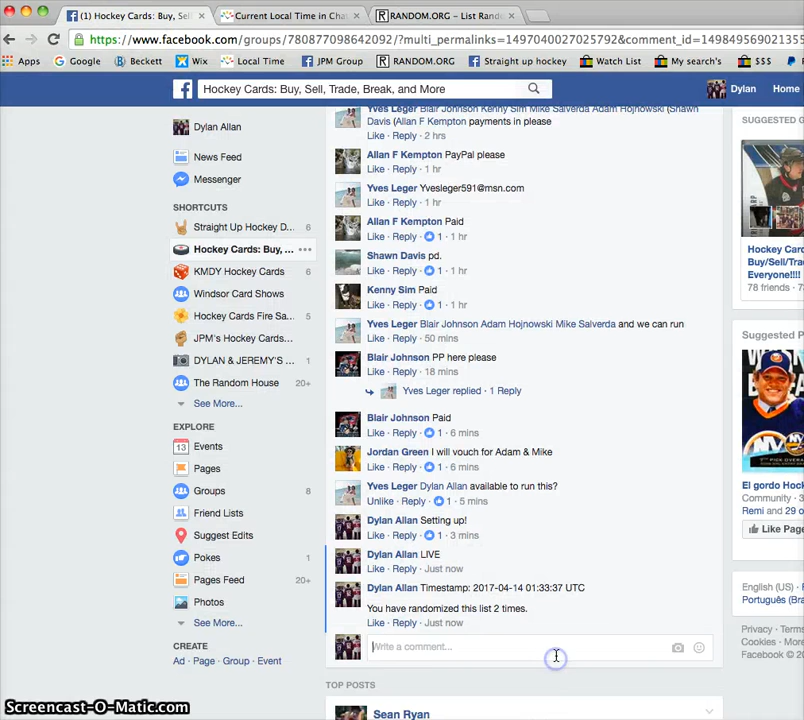 (1) Hockey Cards: Buy, Sel
Current Local Time in Chat
RANDOM.ORG – List Rando
https://www.facebook.com/groups/780877098642092/?multi_permalinks=1497040027025792&comment_id=149849569021355
Apps Google Beckett Wix Local Time JPM Group RANDOM.ORG Straight up hockey Watch List My search's $$$
Hockey Cards: Buy, Sell, Trade, Break, and More Dylan Home
Dylan Allan
News Feed
Messenger
SHORTCUTS
Straight Up Hockey D... 6
Hockey Cards: Buy, ...
KMDY Hockey Cards 6
Windsor Card Shows
Hockey Cards Fire Sa... 5
JPM's Hockey Cards...
DYLAN & JEREMY'S ... 1
The Random House 20+
See More...
EXPLORE
13 Events
Pages
Groups 8
Friend Lists
Suggest Edits
Pokes 1
Pages Feed 20+
Photos
See More...
CREATE
Ad · Page · Group · Event
Yves Leger Blair Johnson Kenny Sim Mike Salverda Adam Hojnowski (Shawn
Davis (Allan F Kempton payments in please
Like · Reply · 2 hrs
Allan F Kempton PayPal please
Like · Reply · 1 hr
Yves Leger Yvesleger591@msn.com
Like · Reply · 1 hr
Allan F Kempton Paid
Like · Reply · 1 · 1 hr
Shawn Davis pd.
Like · Reply · 1 · 1 hr
Kenny Sim Paid
Like · Reply · 1 · 1 hr
Yves Leger Blair Johnson Adam Hojnowski Mike Salverda and we can run
Like · Reply · 50 mins
Blair Johnson PP here please
Like · Reply · 18 mins
Yves Leger replied · 1 Reply
Blair Johnson Paid
Like · Reply · 1 · 6 mins
Jordan Green I will vouch for Adam & Mike
Like · Reply · 1 · 6 mins
Yves Leger Dylan Allan available to run this?
Unlike · Reply · 1 · 5 mins
Dylan Allan Setting up!
Like · Reply · 1 · 3 mins
Dylan Allan LIVE
Like · Reply · Just now
Dylan Allan Timestamp: 2017-04-14 01:33:37 UTC
You have randomized this list 2 times.
Like · Reply · Just now
Write a comment...
TOP POSTS
Sean Ryan
SUGGESTED G
Hockey Car
Buy/Sell/Tra
Everyone!!!!
78 friends · 7
Suggested P
El gordo Hock
Community ·
Remi and 29 o
Like Page
English (US) ·
Português (Bra
Privacy · Terms
Cookies · More
Facebook © 20
Screencast-O-Matic.com